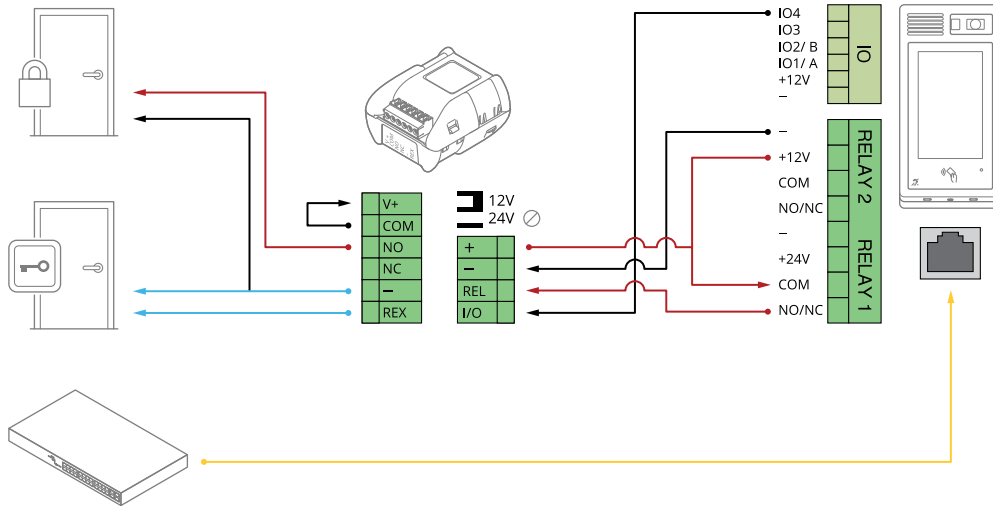 V+
COM
NO
NC
–
REX
12V
24V
+
–
REL
I/O
IO4
IO3
IO2/ B
IO1/ A
+12V
–
IO
–
+12V
COM
NO/NC
–
+24V
COM
NO/NC
RELAY 2
RELAY 1